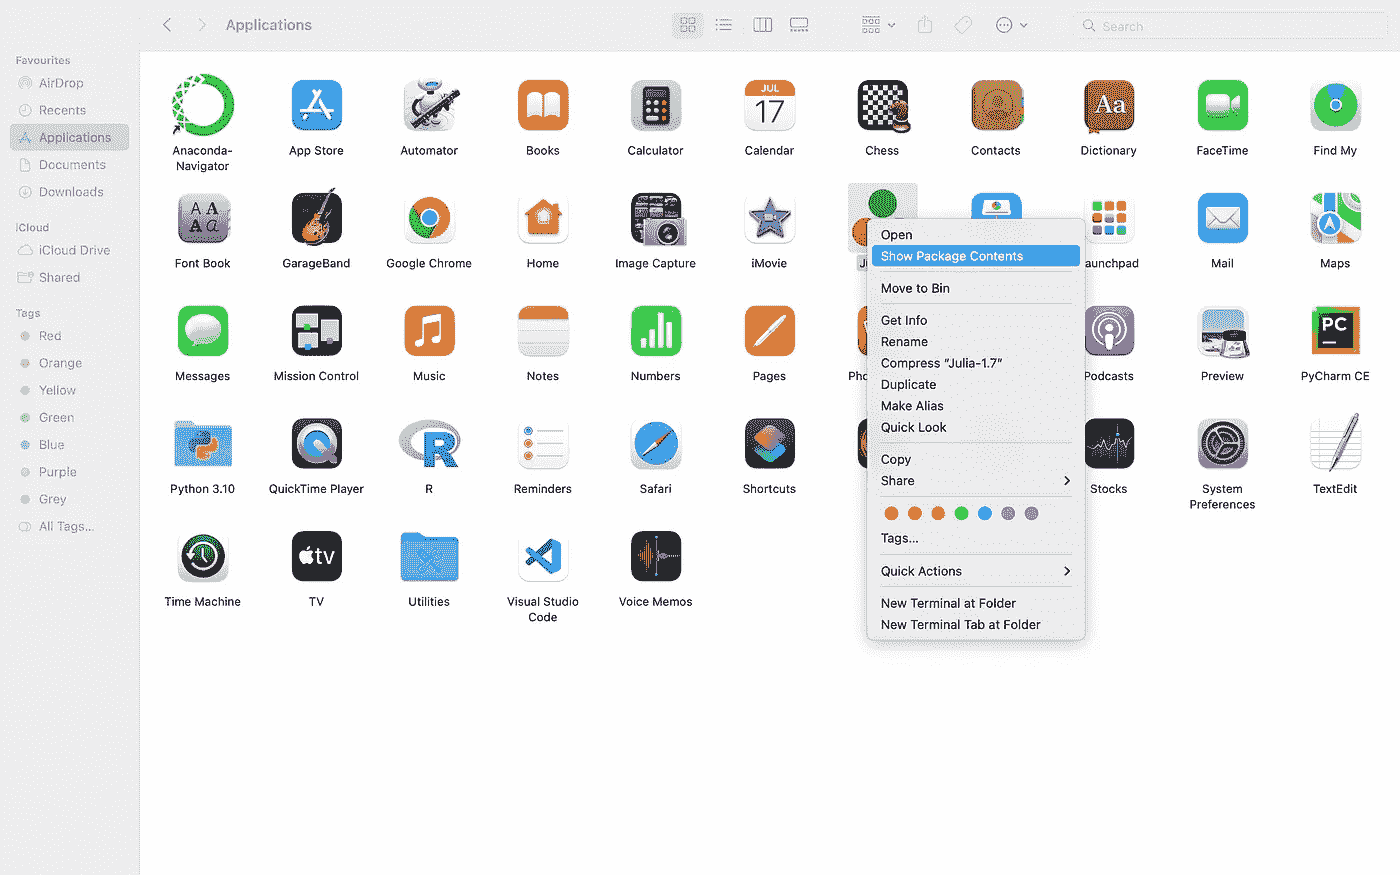 Applications
Search
Favourites
AirDrop
Recents
Applications
Documents
Downloads
iCloud
iCloud Drive
Shared
Tags
Red
Orange
Yellow
Green
Blue
Purple
Grey
All Tags...
JUL
17
Aa
Anaconda-
Navigator
App Store
Automator
Books
Calculator
Calendar
Chess
Contacts
Dictionary
FaceTime
Find My
A A
A a
Font Book
GarageBand
Google Chrome
Home
Image Capture
iMovie
aunchpad
Mail
Maps
PC
Messages
Mission Control
Music
Notes
Numbers
Pages
Pho
Podcasts
Preview
PyCharm CE
R
Python 3.10
QuickTime Player
R
Reminders
Safari
Shortcuts
Stocks
System
Preferences
TextEdit
tv
Time Machine
TV
Utilities
Visual Studio
Code
Voice Memos
Open
Show Package Contents
Move to Bin
Get Info
Rename
Compress "Julia-1.7"
Duplicate
Make Alias
Quick Look
Copy
Share
Tags...
Quick Actions
New Terminal at Folder
New Terminal Tab at Folder